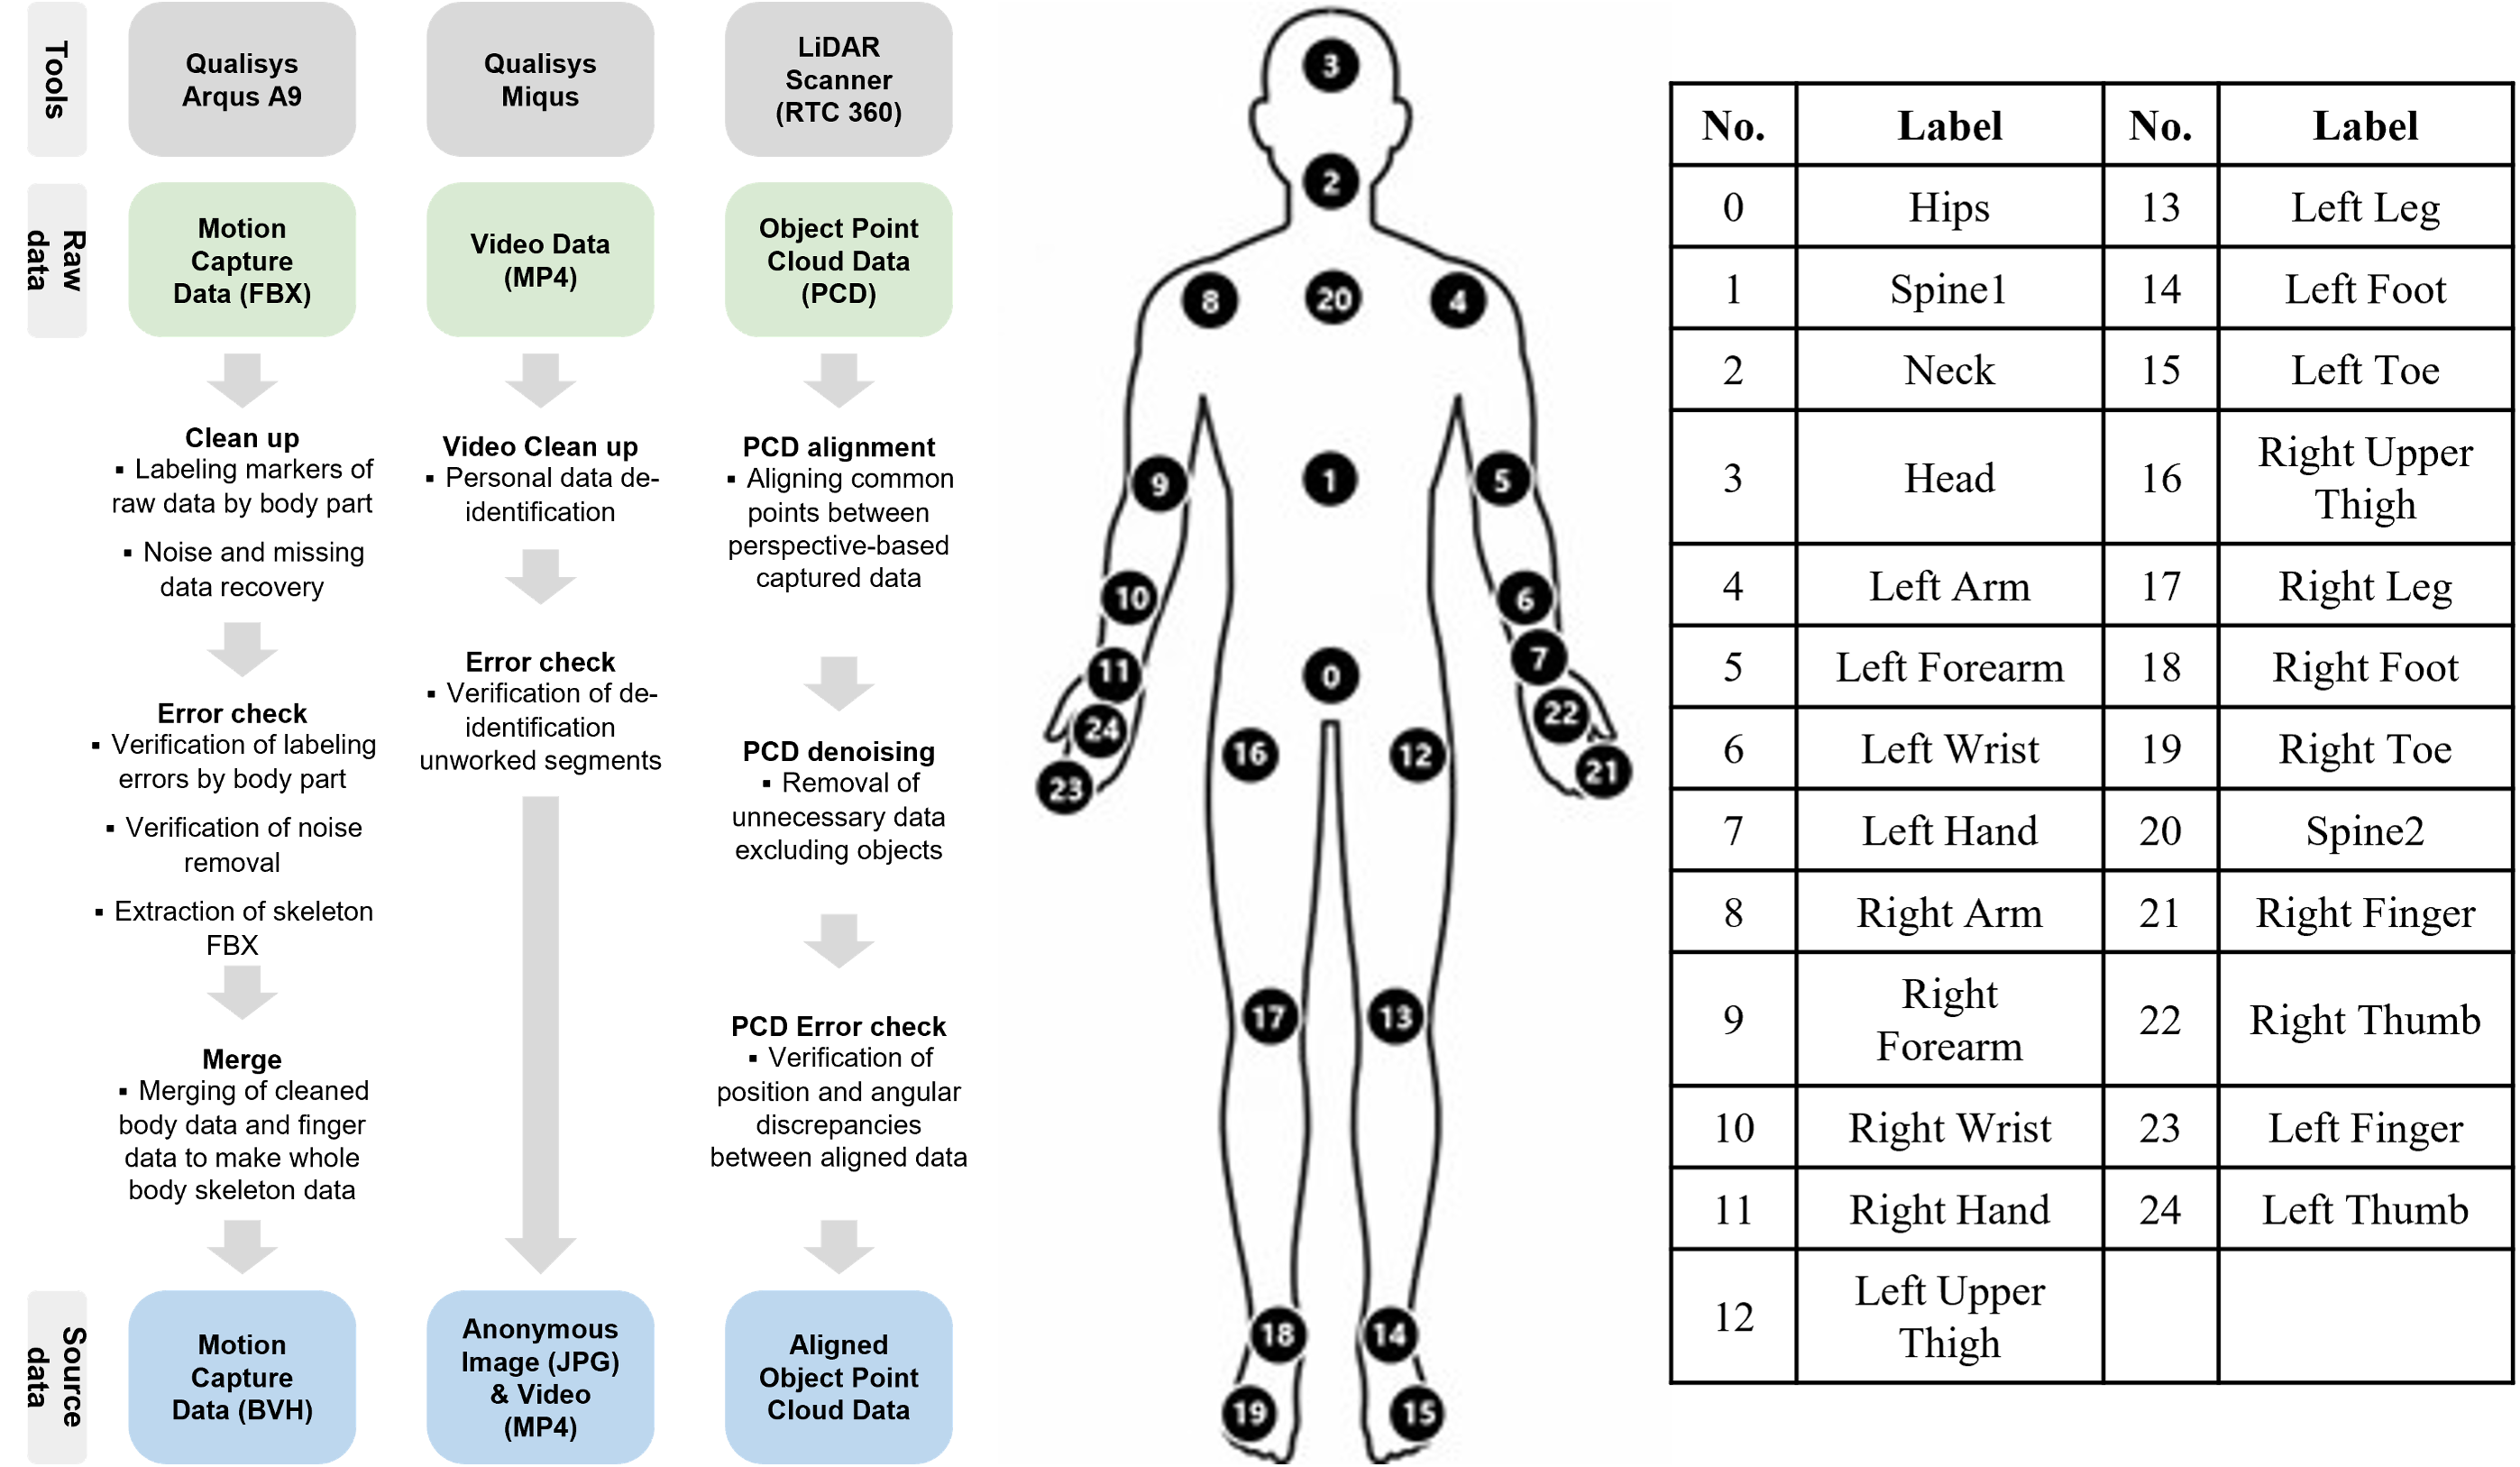 Tools
Qualisys
Arqus A9
Qualisys
Miqus
LiDAR
Scanner
(RTC 360)
Raw
data
Motion
Capture
Data (FBX)
Video Data
(MP4)
Object Point
Cloud Data
(PCD)
Clean up
▪ Labeling markers of
raw data by body part
▪ Noise and missing
data recovery
Error check
▪ Verification of labeling
errors by body part
▪ Verification of noise
removal
▪ Extraction of skeleton
FBX
Merge
▪ Merging of cleaned
body data and finger
data to make whole
body skeleton data
Video Clean up
▪ Personal data de-
identification
Error check
▪ Verification of de-
identification
unworked segments
PCD alignment
▪ Aligning common
points between
perspective-based
captured data
PCD denoising
▪ Removal of
unnecessary data
excluding objects
PCD Error check
▪ Verification of
position and angular
discrepancies
between aligned data
Source
data
Motion
Capture
Data (BVH)
Anonymous
Image (JPG)
& Video
(MP4)
Aligned
Object Point
Cloud Data
3
2
8 20 4
9 1 5
10 6
11 0 7
24 22
16 12
23 21
17 13
18 14
19 15
No. Label No. Label
0 Hips 13 Left Leg
1 Spine1 14 Left Foot
2 Neck 15 Left Toe
3 Head 16 Right Upper
Thigh
4 Left Arm 17 Right Leg
5 Left Forearm 18 Right Foot
6 Left Wrist 19 Right Toe
7 Left Hand 20 Spine2
8 Right Arm 21 Right Finger
9 Right
Forearm 22 Right Thumb
10 Right Wrist 23 Left Finger
11 Right Hand 24 Left Thumb
12 Left Upper
Thigh